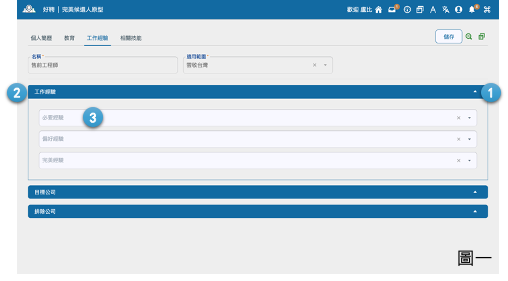 好聘 | 完美候選人原型
歡迎 盧比
個人履歷 教育 工作經驗 相關技能
儲存
名稱*
售前工程師
適用範圍*
營收台灣
2 工作經驗 1
必要經驗 3
最好經驗
完美經驗
目標公司
排除公司
圖一